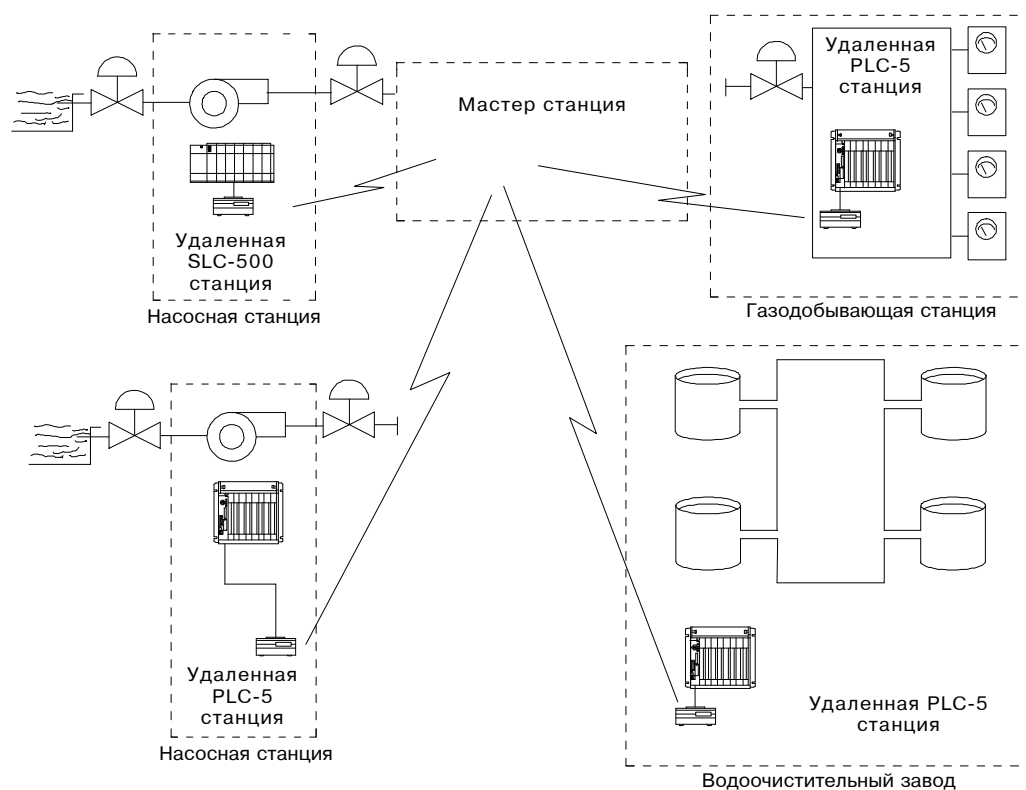 Удаленная
PLC-5
станция
Мастер станция
Удаленная
SLC-500
станция
Насосная станция
Газодобывающая станция
Удаленная
PLC-5
станция
Насосная станция
Удаленная PLC-5
станция
Водоочистительный завод